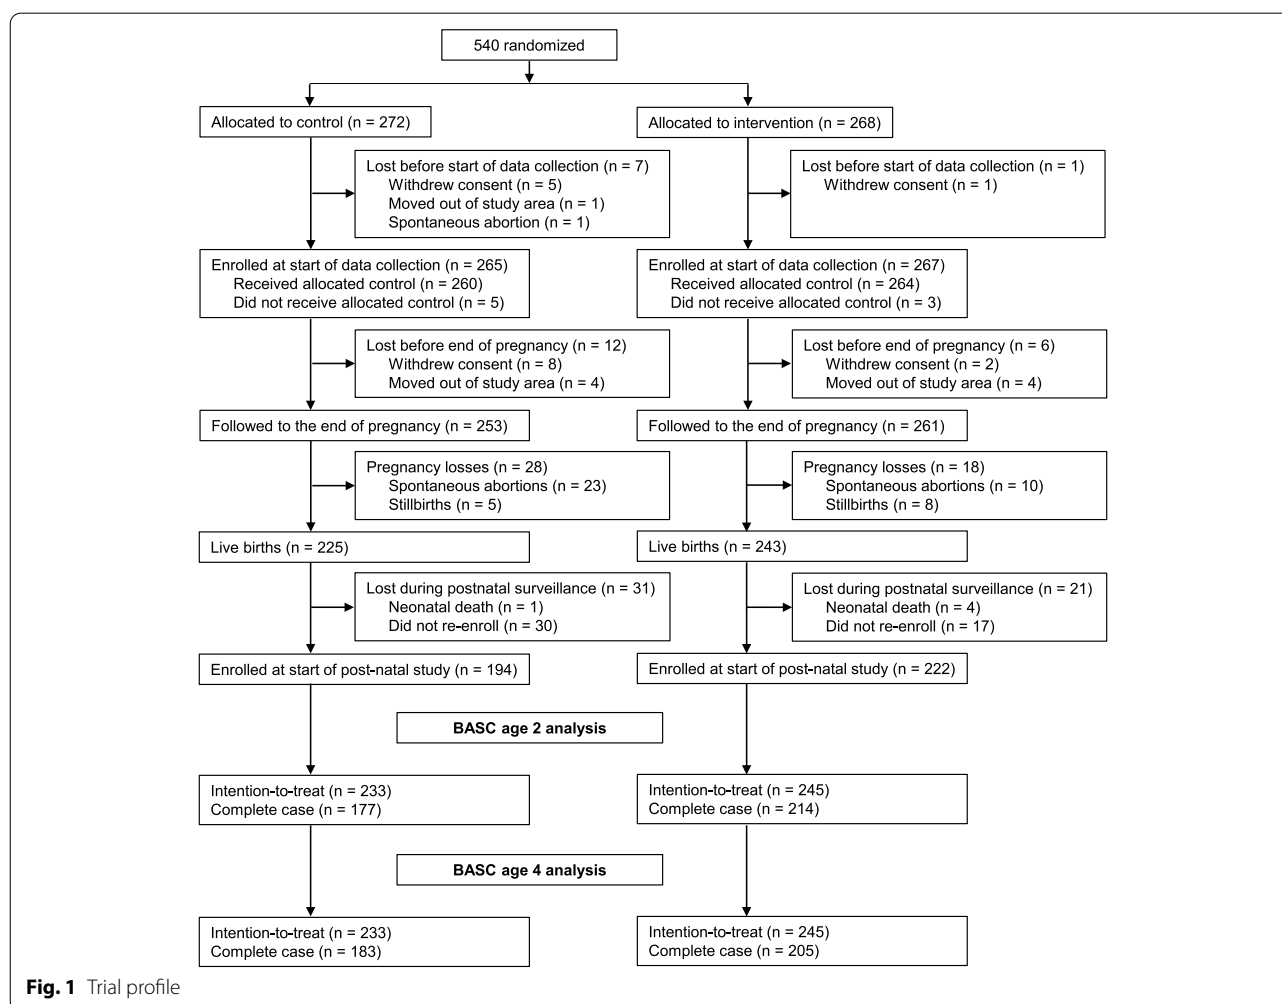 540 randomized
Allocated to control (n = 272)
Allocated to intervention (n = 268)
Lost before start of data collection (n = 7)
Withdrew consent (n = 5)
Moved out of study area (n = 1)
Spontaneous abortion (n = 1)
Lost before start of data collection (n = 1)
Withdrew consent (n = 1)
Enrolled at start of data collection (n = 265)
Received allocated control (n = 260)
Did not receive allocated control (n = 5)
Enrolled at start of data collection (n = 267)
Received allocated control (n = 264)
Did not receive allocated control (n = 3)
Lost before end of pregnancy (n = 12)
Withdrew consent (n = 8)
Moved out of study area (n = 4)
Lost before end of pregnancy (n = 6)
Withdrew consent (n = 2)
Moved out of study area (n = 4)
Followed to the end of pregnancy (n = 253)
Followed to the end of pregnancy (n = 261)
Pregnancy losses (n = 28)
Spontaneous abortions (n = 23)
Stillbirths (n = 5)
Pregnancy losses (n = 18)
Spontaneous abortions (n = 10)
Stillbirths (n = 8)
Live births (n = 225)
Live births (n = 243)
Lost during postnatal surveillance (n = 31)
Neonatal death (n = 1)
Did not re-enroll (n = 30)
Lost during postnatal surveillance (n = 21)
Neonatal death (n = 4)
Did not re-enroll (n = 17)
Enrolled at start of post-natal study (n = 194)
Enrolled at start of post-natal study (n = 222)
BASC age 2 analysis
Intention-to-treat (n = 233)
Complete case (n = 177)
Intention-to-treat (n = 245)
Complete case (n = 214)
BASC age 4 analysis
Intention-to-treat (n = 233)
Complete case (n = 183)
Intention-to-treat (n = 245)
Complete case (n = 205)
Fig. 1 Trial profile